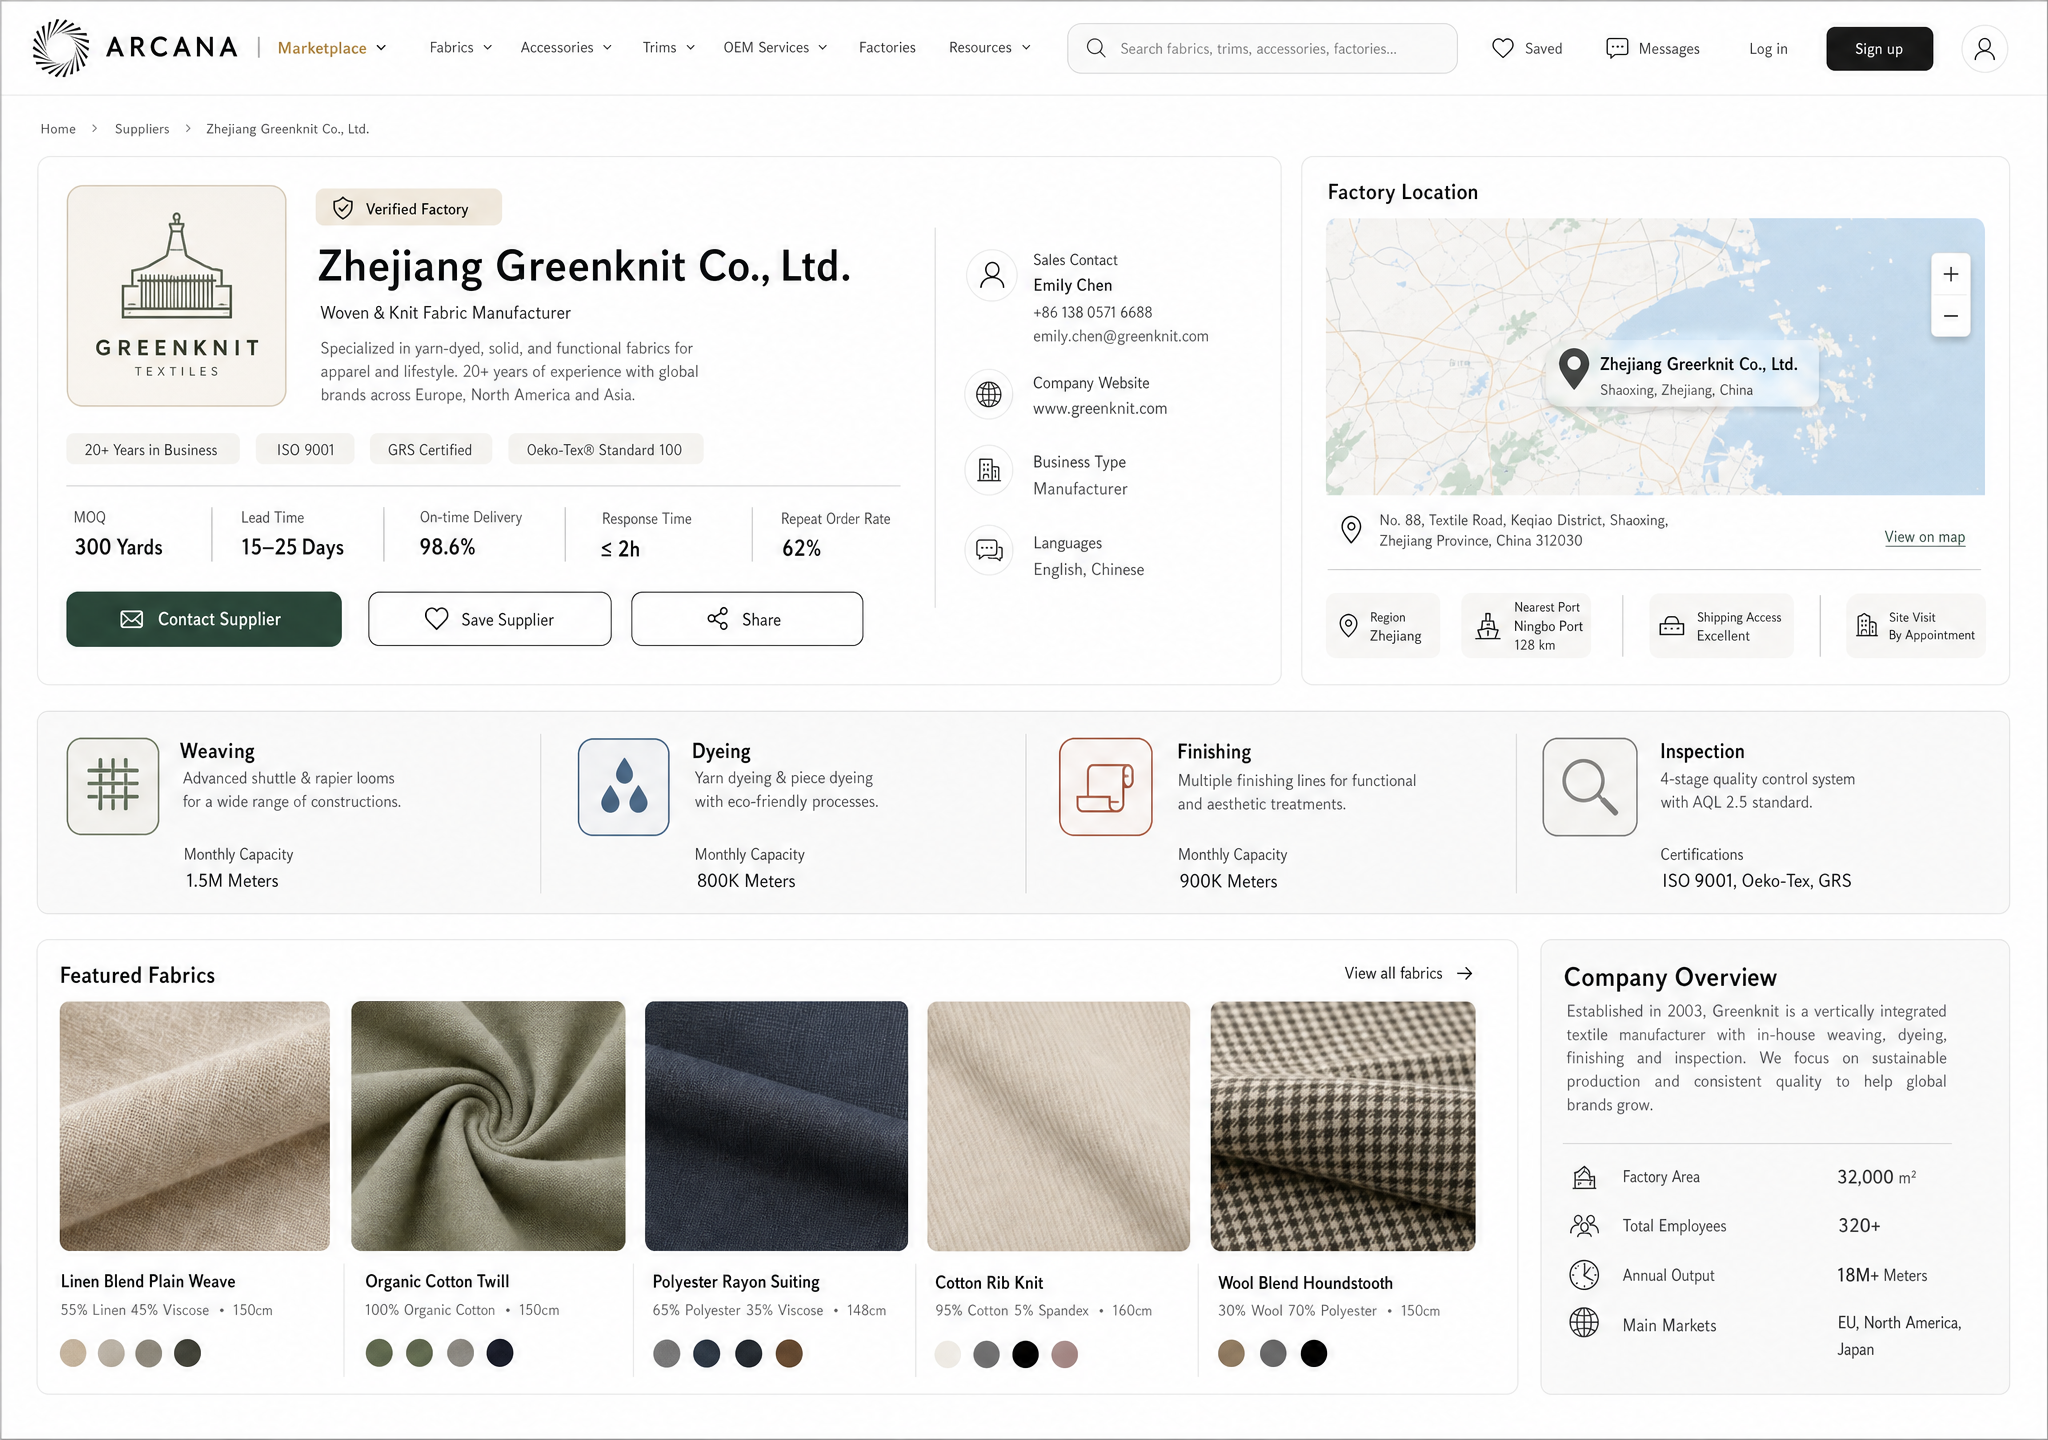 ARCANA
Marketplace
Fabrics
Accessories
Trims
OEM Services
Factories
Resources
Search fabrics, trims, accessories, factories...
Saved
Messages
Log in
Sign up
Home
Suppliers
Zhejiang Greenknit Co., Ltd.
GREENKNIT
TEXTILES
Verified Factory
Zhejiang Greenknit Co., Ltd.
Woven & Knit Fabric Manufacturer
Specialized in yarn-dyed, solid, and functional fabrics for
apparel and lifestyle. 20+ years of experience with global
brands across Europe, North America and Asia.
20+ Years in Business
ISO 9001
GRS Certified
Oeko-Tex® Standard 100
MOQ
300 Yards
Lead Time
15–25 Days
On-time Delivery
98.6%
Response Time
≤ 2h
Repeat Order Rate
62%
Contact Supplier
Save Supplier
Share
Sales Contact
Emily Chen
+86 138 0571 6688
emily.chen@greenknit.com
Company Website
www.greenknit.com
Business Type
Manufacturer
Languages
English, Chinese
Factory Location
Zhejiang Greerknit Co., Ltd.
Shaoxing, Zhejiang, China
No. 88, Textile Road, Keqiao District, Shaoxing,
Zhejiang Province, China 312030
View on map
Region
Zhejiang
Nearest Port
Ningbo Port
128 km
Shipping Access
Excellent
Site Visit
By Appointment
Weaving
Advanced shuttle & rapier looms
for a wide range of constructions.
Monthly Capacity
1.5M Meters
Dyeing
Yarn dyeing & piece dyeing
with eco-friendly processes.
Monthly Capacity
800K Meters
Finishing
Multiple finishing lines for functional
and aesthetic treatments.
Monthly Capacity
900K Meters
Inspection
4-stage quality control system
with AQL 2.5 standard.
Certifications
ISO 9001, Oeko-Tex, GRS
Featured Fabrics
View all fabrics
Linen Blend Plain Weave
55% Linen 45% Viscose • 150cm
Organic Cotton Twill
100% Organic Cotton • 150cm
Polyester Rayon Suiting
65% Polyester 35% Viscose • 148cm
Cotton Rib Knit
95% Cotton 5% Spandex • 160cm
Wool Blend Houndstooth
30% Wool 70% Polyester • 150cm
Company Overview
Established in 2003, Greenknit is a vertically integrated
textile manufacturer with in-house weaving, dyeing,
finishing and inspection. We focus on sustainable
production and consistent quality to help global
brands grow.
Factory Area
32,000 m²
Total Employees
320+
Annual Output
18M+ Meters
Main Markets
EU, North America,
Japan